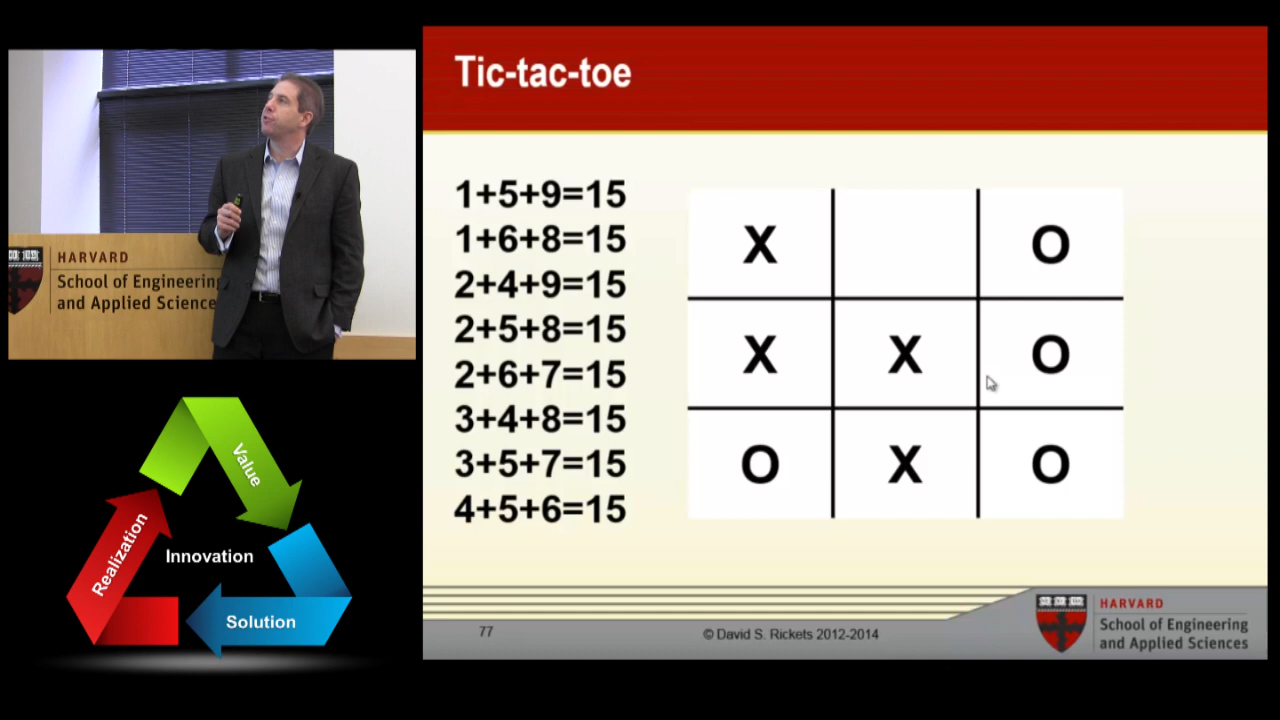 Tic-tac-toe
1+5+9=15
1+6+8=15
2+4+9=15
2+5+8=15
2+6+7=15
3+4+8=15
3+5+7=15
4+5+6=15
X O
X X O
O X O
HARVARD
School of Engineering
and Applied Science
Value
Realization
Innovation
Solution
77
© David S. Rickets 2012-2014
HARVARD
School of Engineering
and Applied Sciences